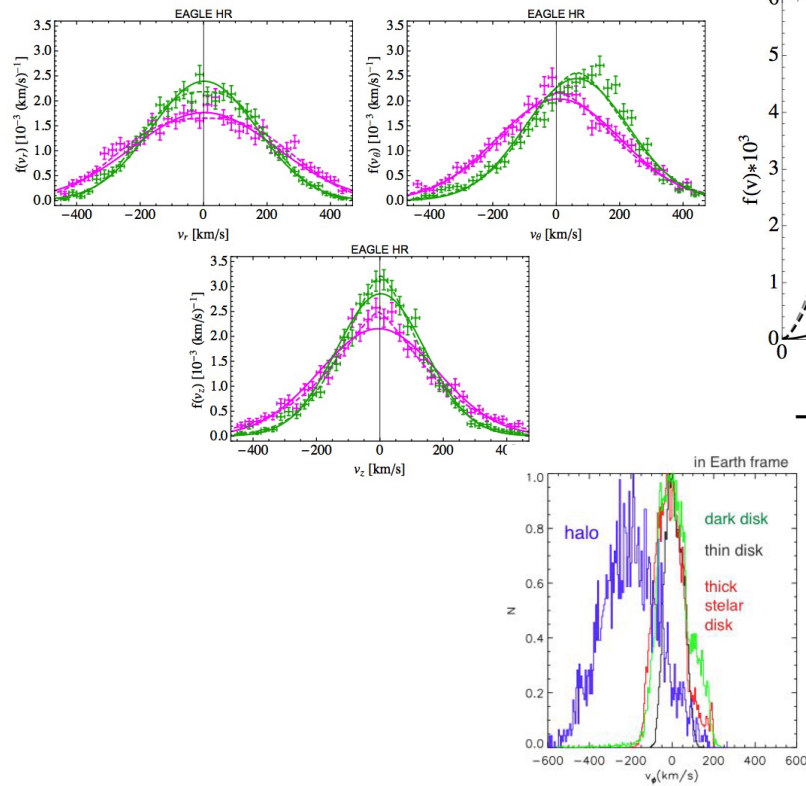 EAGLE HR
3.5
3.0
2.5
2.0
1.5
1.0
0.5
0.0
f(v_r) [10^-3 (km/s)^-1]
-400 -200 0 200 400
v_r [km/s]
EAGLE HR
3.5
3.0
2.5
2.0
1.5
1.0
0.5
0.0
f(v_θ) [10^-3 (km/s)^-1]
-400 -200 0 200 400
v_θ [km/s]
6
5
4
3
2
1
0
f(v)*10^3
0
EAGLE HR
3.5
3.0
2.5
2.0
1.5
1.0
0.5
0.0
f(v_z) [10^-3 (km/s)^-1]
-400 -200 0 200
v_z [km/s]
in Earth frame
1.0
0.8
0.6
0.4
0.2
0.0
N
halo
dark disk
thin disk
thick
stelar
disk
-600 -400 -200 0 200 400 600
v_ϕ(km/s)